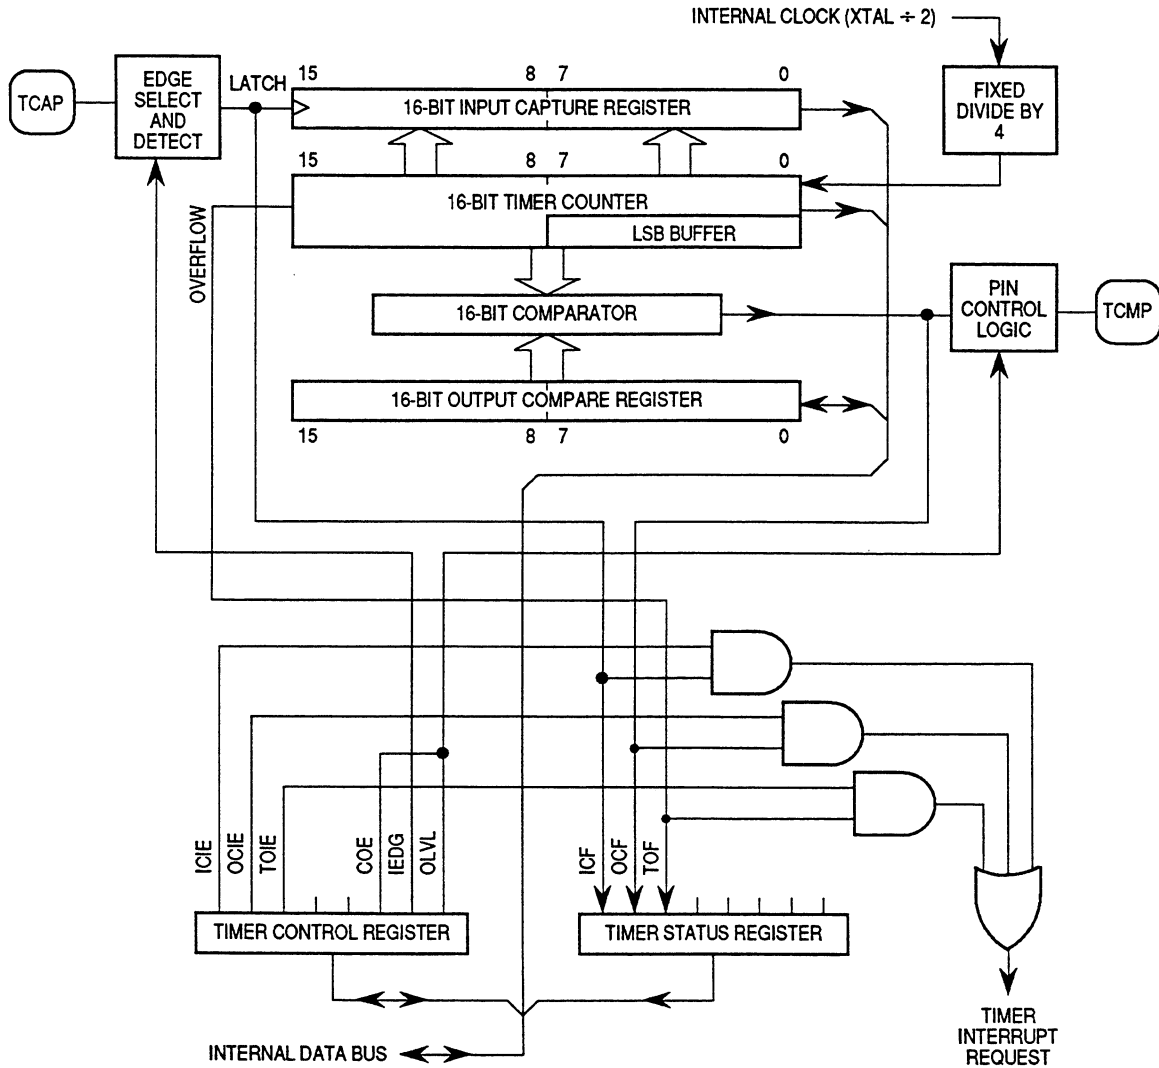 INTERNAL CLOCK (XTAL ÷ 2)
TCAP
EDGE
SELECT
AND
DETECT
LATCH
15 8 7 0
16-BIT INPUT CAPTURE REGISTER
FIXED
DIVIDE BY
4
15 8 7 0
16-BIT TIMER COUNTER
LSB BUFFER
OVERFLOW
16-BIT COMPARATOR
PIN
CONTROL
LOGIC
TCMP
16-BIT OUTPUT COMPARE REGISTER
15 8 7 0
ICIE
OCIE
TOIE
COE
IEDG
OLVL
ICF
OCF
TOF
TIMER CONTROL REGISTER
TIMER STATUS REGISTER
INTERNAL DATA BUS
TIMER
INTERRUPT
REQUEST